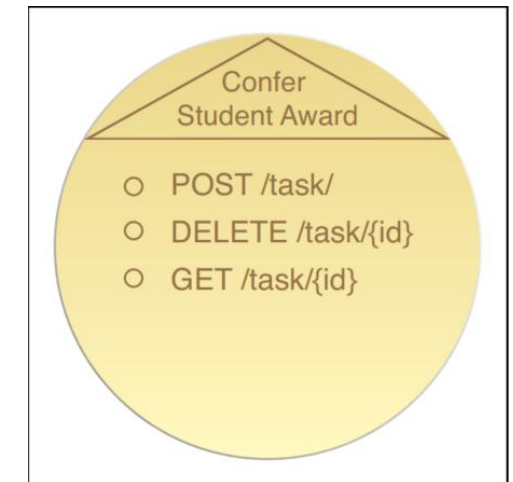 Confer
Student Award
POST /task/
DELETE /task/{id}
GET /task/{id}